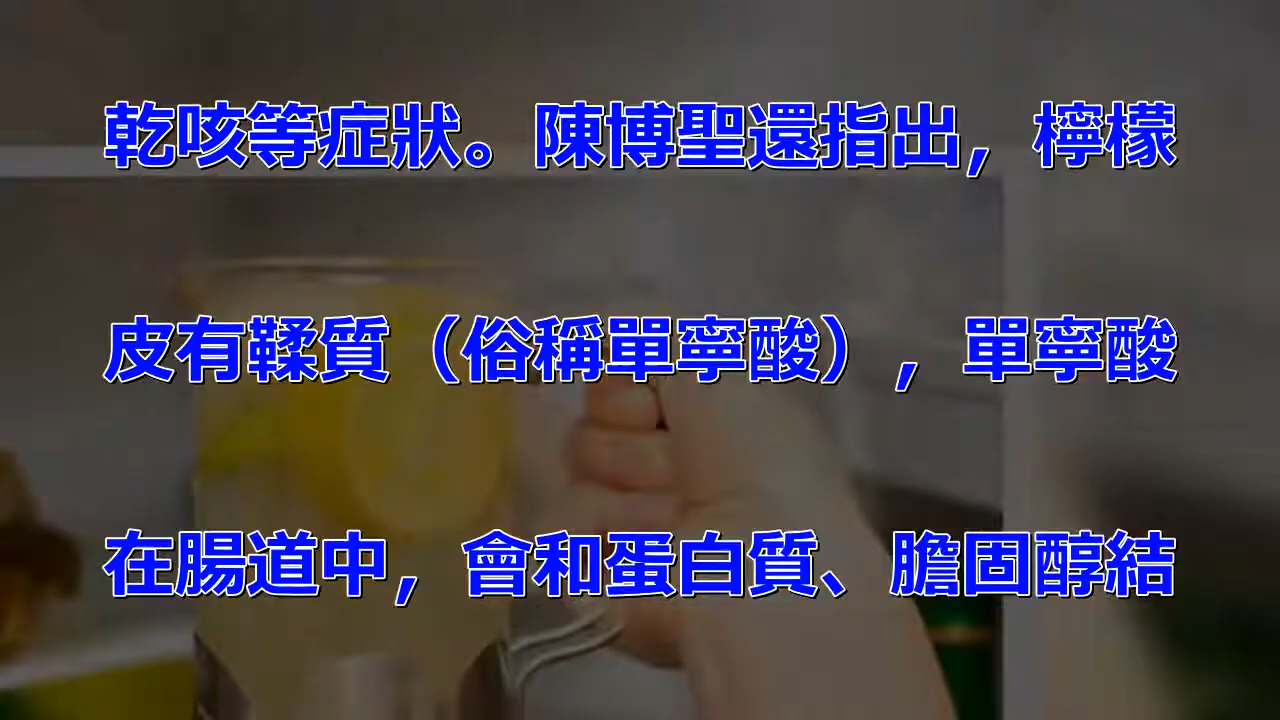 乾咳等症狀。陳博聖還指出，檸檬
皮有鞣質（俗稱單寧酸），單寧酸
在腸道中，會和蛋白質、膽固醇結